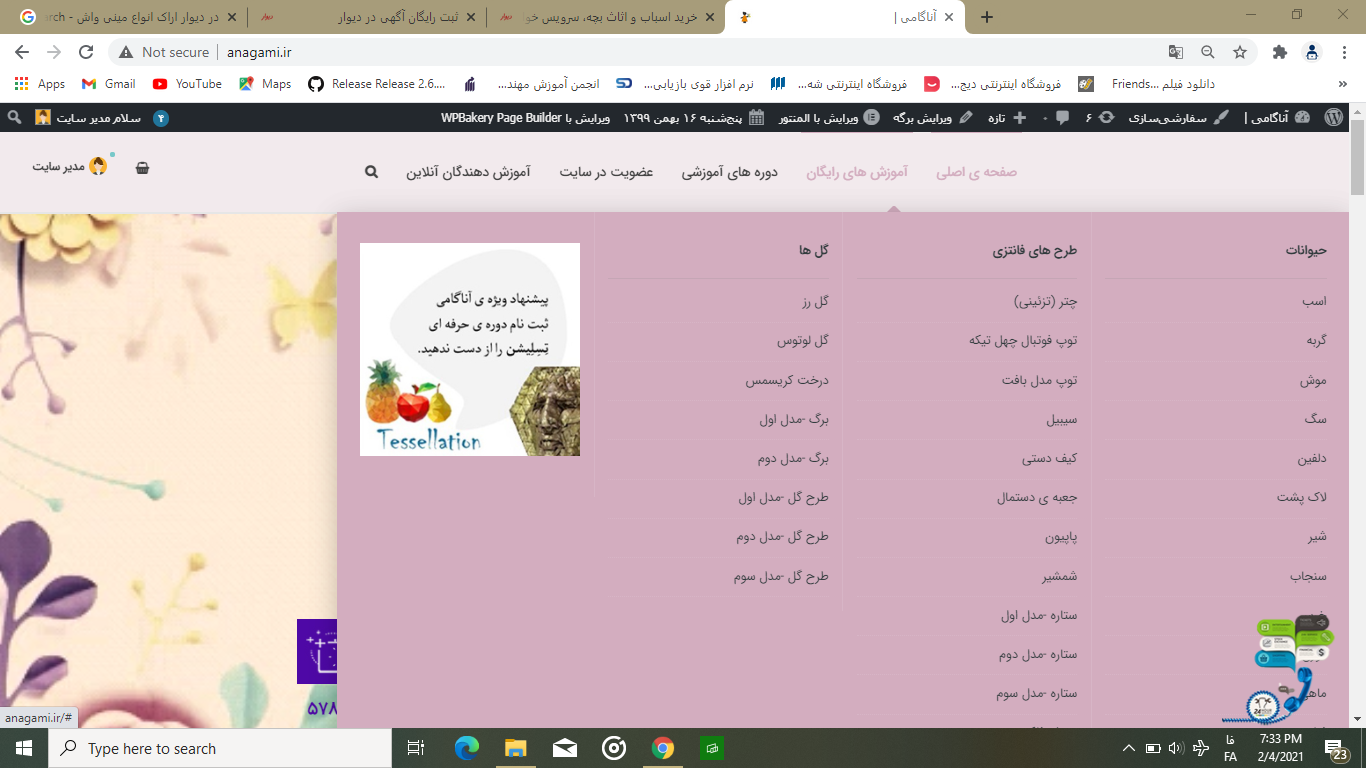 در دیوار اراک انواع مینی واش - rch
ثبت رایگان آگهی در دیوار
خرید اسباب و اثاث بچه، سرویس خو
آناگامی |
Not secure
anagami.ir
Apps
Gmail
YouTube
Maps
Release Release 2.6....
انجمن آموزش مهند...
نرم افزار قوی بازیابی...
فروشگاه اینترنتی شه...
فروشگاه اینترنتی دیج...
دانلود فیلم Friends...
آناگامی |
سفارشی‌سازی
۶
۰
تازه
ویرایش برگه
ویرایش با المنتور
پنج‌شنبه ۱۶ بهمن ۱۳۹۹
ویرایش با WPBakery Page Builder
۴
سلام مدیر سایت
صفحه ی اصلی
آموزش های رایگان
دوره های آموزشی
عضویت در سایت
آموزش دهندگان آنلاین
مدیر سایت
حیوانات
اسب
گربه
موش
سگ
دلفین
لاک پشت
شیر
سنجاب
طرح های فانتزی
چتر (تزئینی)
توپ فوتبال چهل تیکه
توپ مدل بافت
سیبیل
کیف دستی
جعبه ی دستمال
پاپیون
شمشیر
ستاره -مدل اول
ستاره -مدل دوم
ستاره -مدل سوم
گل ها
گل رز
گل لوتوس
درخت کریسمس
برگ -مدل اول
برگ -مدل دوم
طرح گل -مدل اول
طرح گل -مدل دوم
طرح گل -مدل سوم
پیشنهاد ویژه ی آناگامی
ثبت نام دوره ی حرفه ای
تِسِلیشن را از دست ندهید.
Tessellation
۵۷۸
anagami.ir/#
Type here to search
فا
FA
7:33 PM
2/4/2021
23